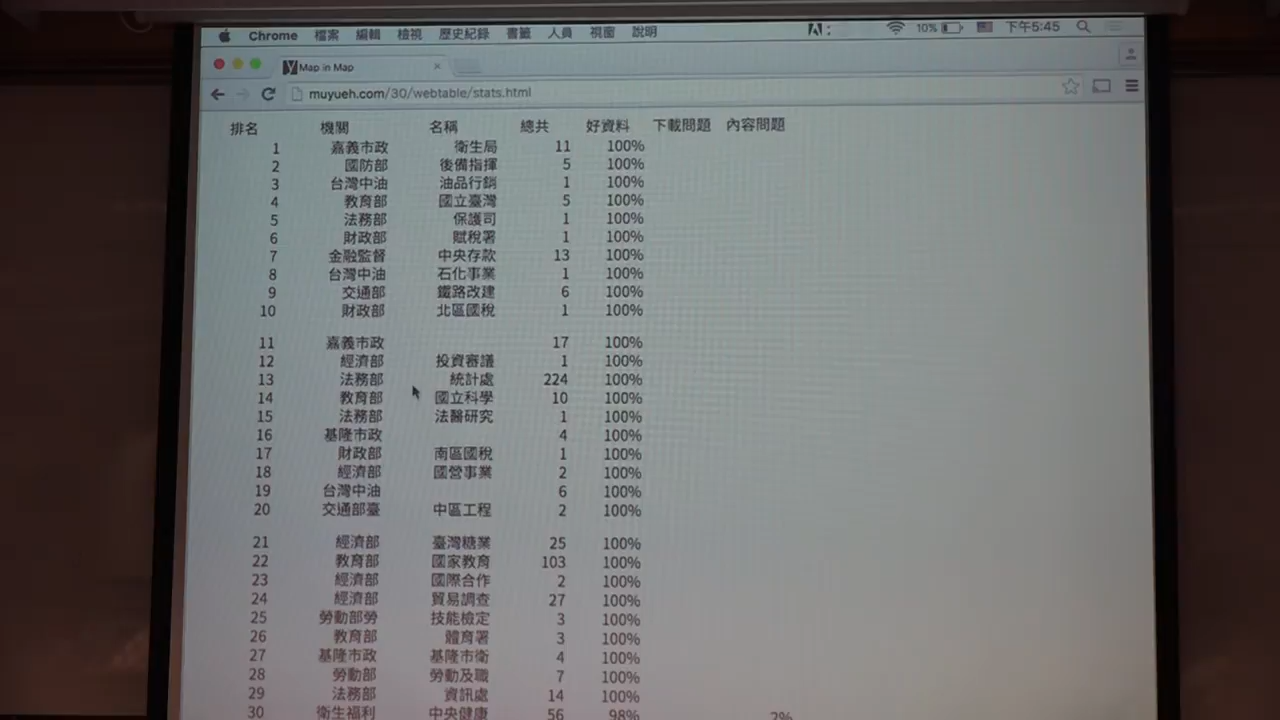 Chrome 檔案 編輯 檢視 歷史紀錄 書籤 人員 視窗 說明 10% 下午5:45
Map in Map
muyueh.com/30/webtable/stats.html
排名 機關 名稱 總共 好資料 下載問題 內容問題
1 嘉義市政 衛生局 11 100%
2 國防部 後備指揮 5 100%
3 台灣中油 油品行銷 1 100%
4 教育部 國立臺灣 5 100%
5 法務部 保護司 1 100%
6 財政部 賦稅署 1 100%
7 金融監督 中央存款 13 100%
8 台灣中油 石化事業 1 100%
9 交通部 鐵路改建 6 100%
10 財政部 北區國稅 1 100%
11 嘉義市政 17 100%
12 經濟部 投資審議 1 100%
13 法務部 統計處 224 100%
14 教育部 國立科學 10 100%
15 法務部 法醫研究 1 100%
16 基隆市政 4 100%
17 財政部 南區國稅 1 100%
18 經濟部 國營事業 2 100%
19 台灣中油 6 100%
20 交通部臺 中區工程 2 100%
21 經濟部 臺灣糖業 25 100%
22 教育部 國家教育 103 100%
23 經濟部 國際合作 2 100%
24 經濟部 貿易調查 27 100%
25 勞動部勞 技能檢定 3 100%
26 教育部 體育署 3 100%
27 基隆市政 基隆市衛 4 100%
28 勞動部 勞動及職 7 100%
29 法務部 資訊處 14 100%
30 衛生福利 中央健康 56 98% 2%